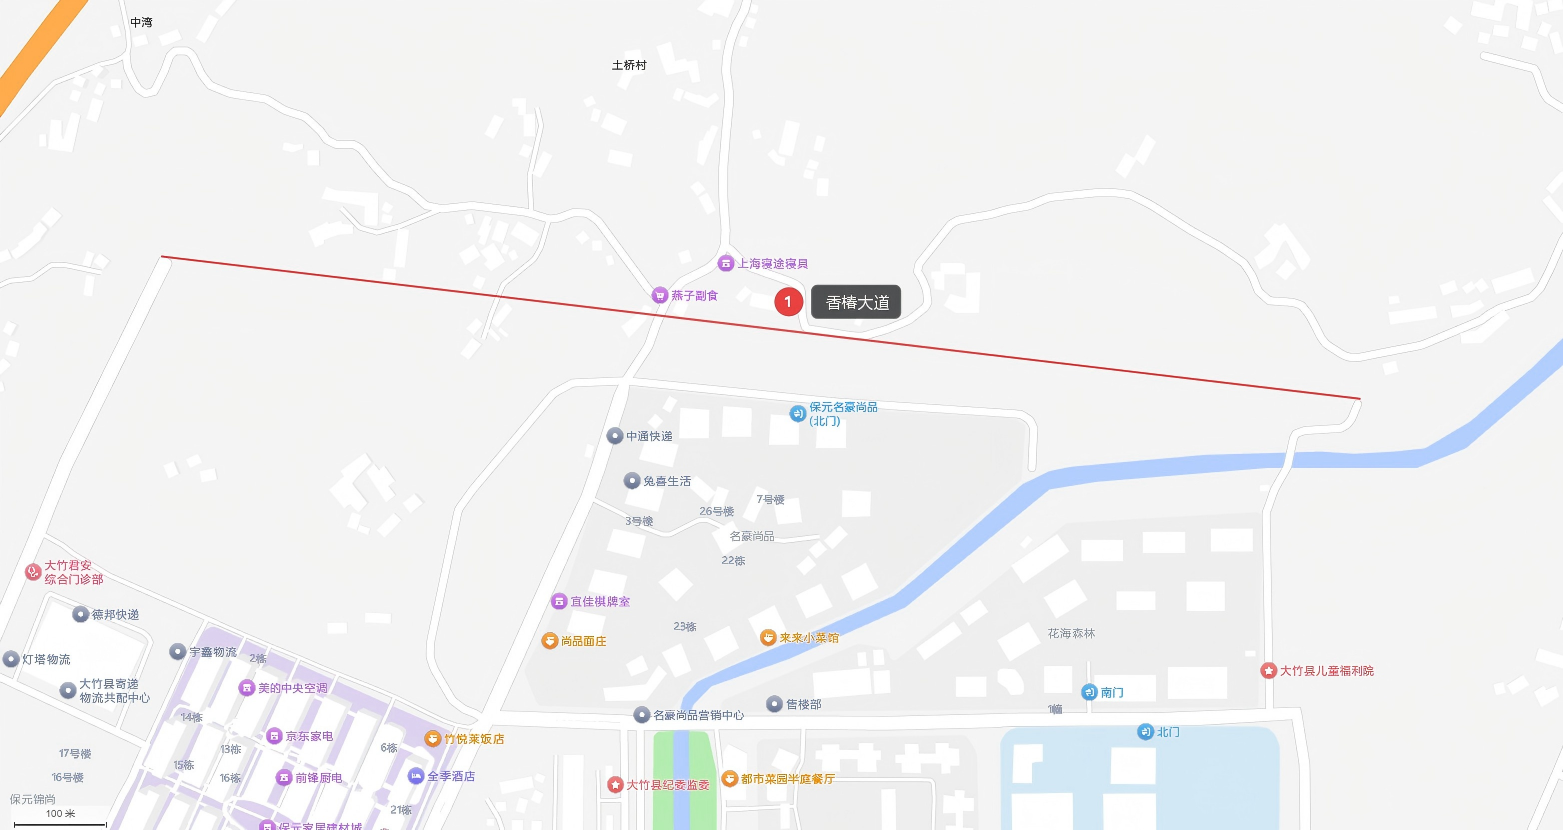 中湾
土桥村
上海寝途寝具
燕子副食
1
香椿大道
保元名豪尚品
(北门)
中通快递
兔喜生活
7号楼
26号楼
3号楼
名豪尚品
22栋
大竹君安
综合门诊部
宜佳棋牌室
德邦快递
23栋
来来小菜馆
花海森林
尚品面庄
宇鑫物流
2栋
灯塔物流
大竹县儿童福利院
大竹县寄递
物流共配中心
美的中央空调
南门
售楼部
1幢
14栋
名豪尚品营销中心
北门
京东家电
竹悦莱饭店
13栋
6栋
17号楼
15栋
16栋
16号楼
前锋厨电
全季酒店
大竹县纪委监委
都市菜园半庭餐厅
保元锦尚
21栋
100 米
保元家居建材城